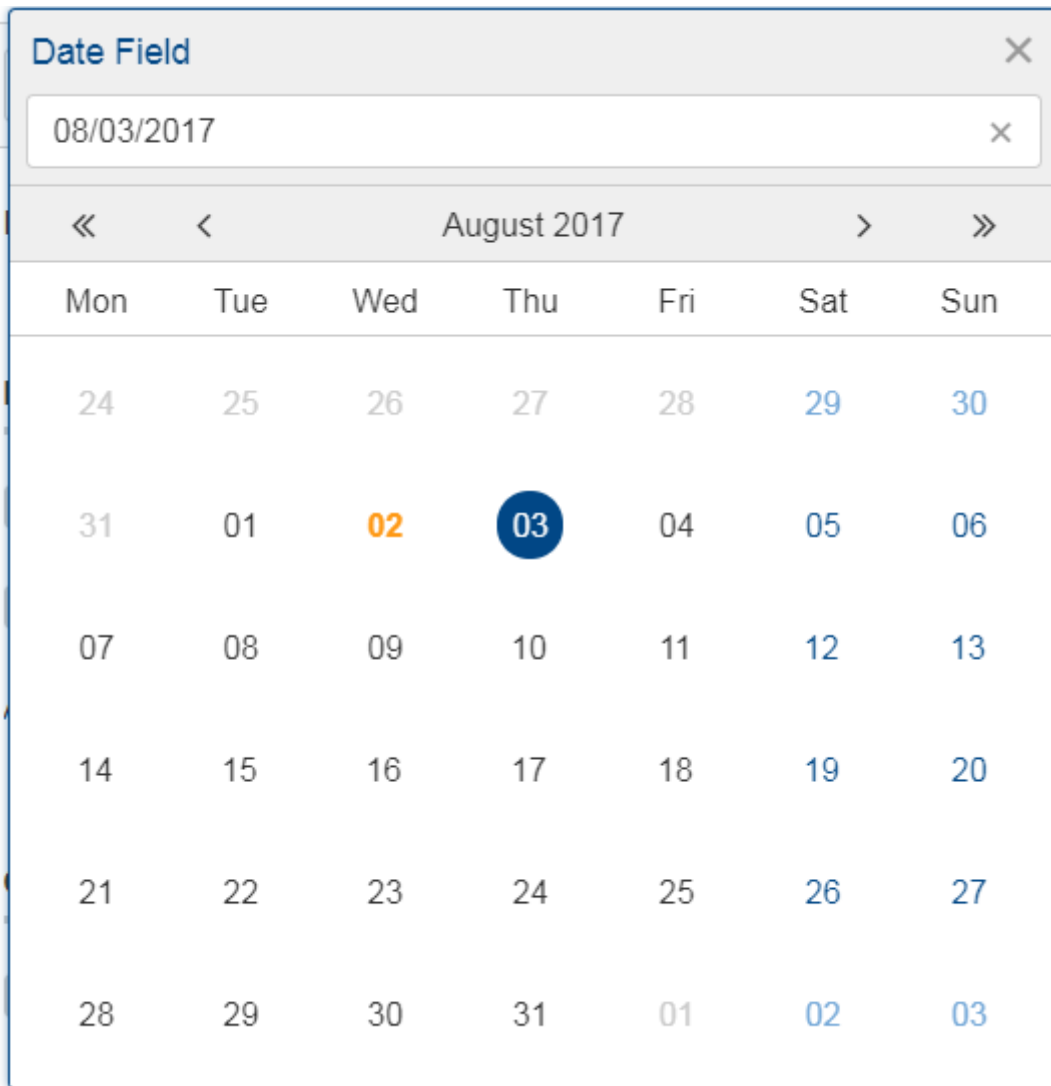 Date Field
08/03/2017
August 2017
Mon Tue Wed Thu Fri Sat Sun
24 25 26 27 28 29 30
31 01 02 03 04 05 06
07 08 09 10 11 12 13
14 15 16 17 18 19 20
21 22 23 24 25 26 27
28 29 30 31 01 02 03